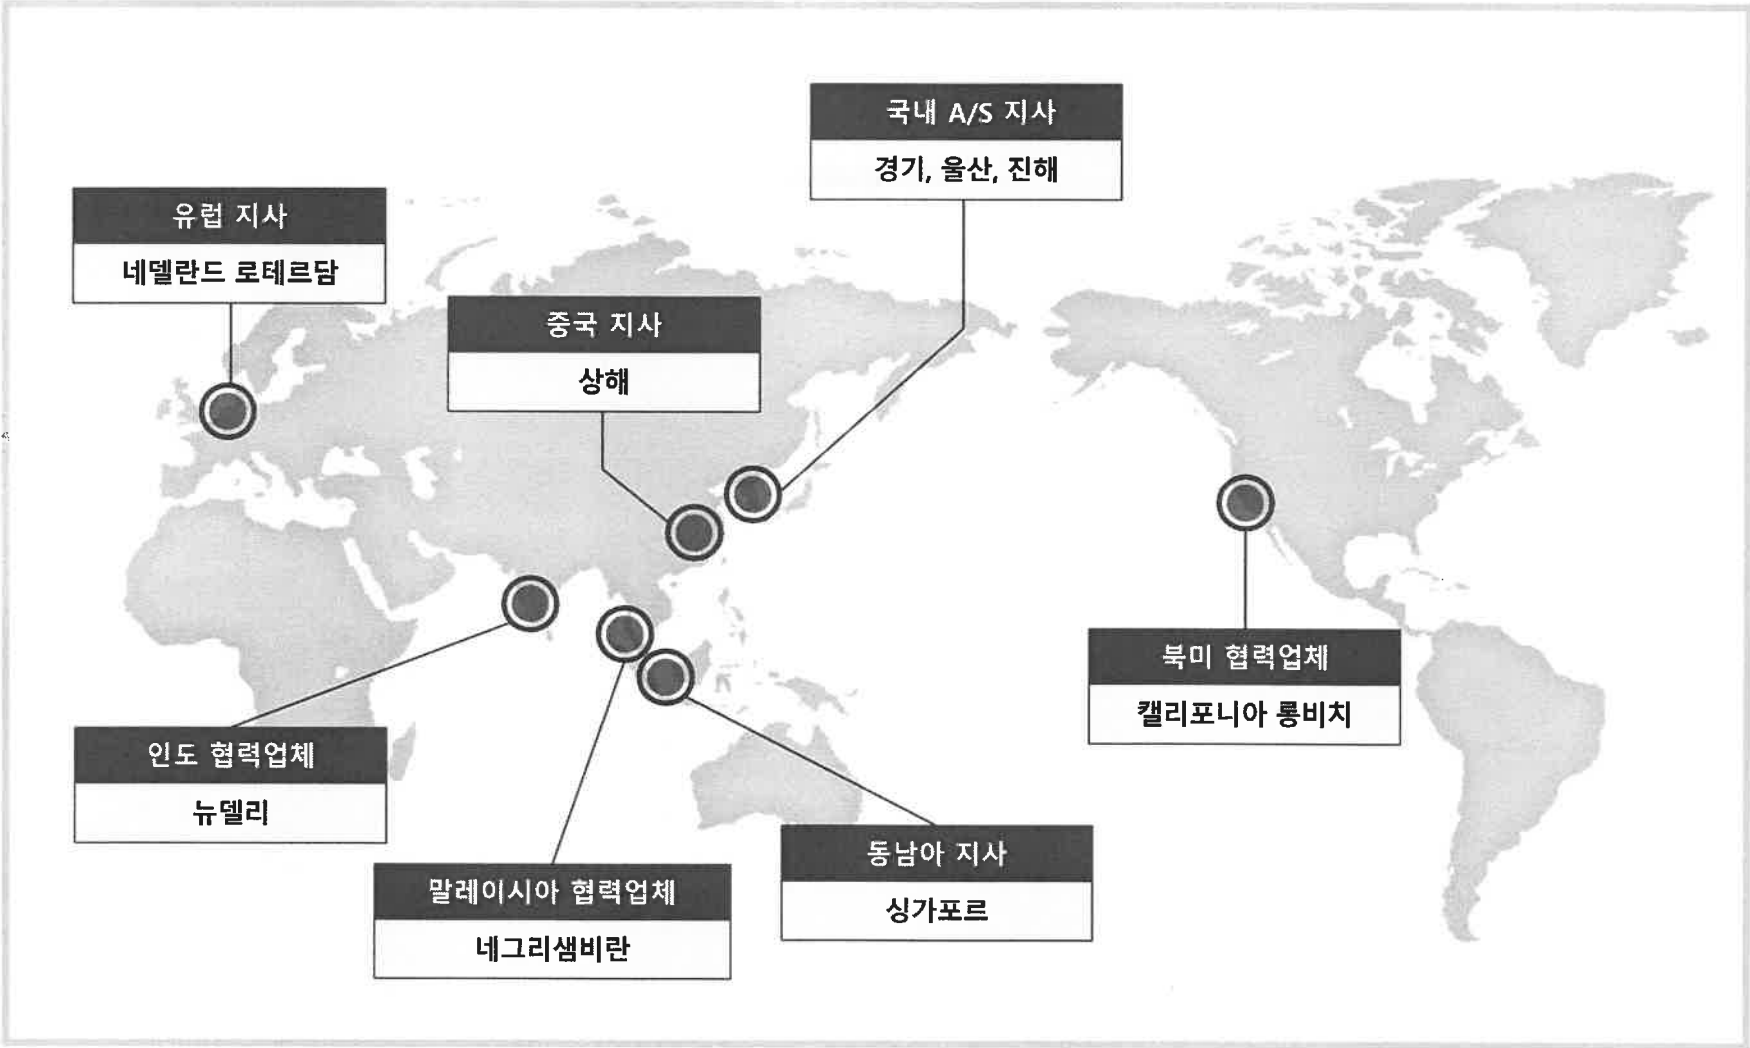 국내 A/S 지사
경기, 울산, 진해
유럽 지사
네델란드 로테르담
중국 지사
상해
북미 협력업체
캘리포니아 롱비치
인도 협력업체
뉴델리
동남아 지사
싱가포르
말레이시아 협력업체
네그리샘비란